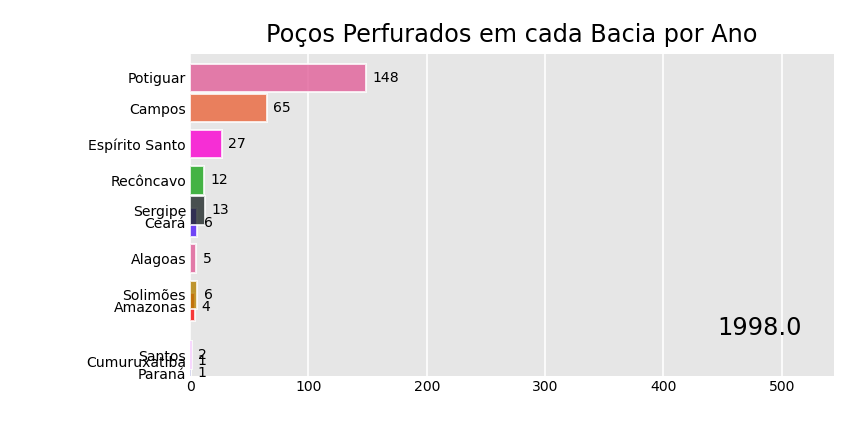 Poços Perfurados em cada Bacia por Ano
Potiguar 148
Campos 65
Espírito Santo 27
Recôncavo 12
Sergipe 13
Ceará 6
Alagoas 5
Solimões 6
Amazonas 4
1998.0
Santos 2
Cumuruxatiba 1
Paraná 1
0 100 200 300 400 500